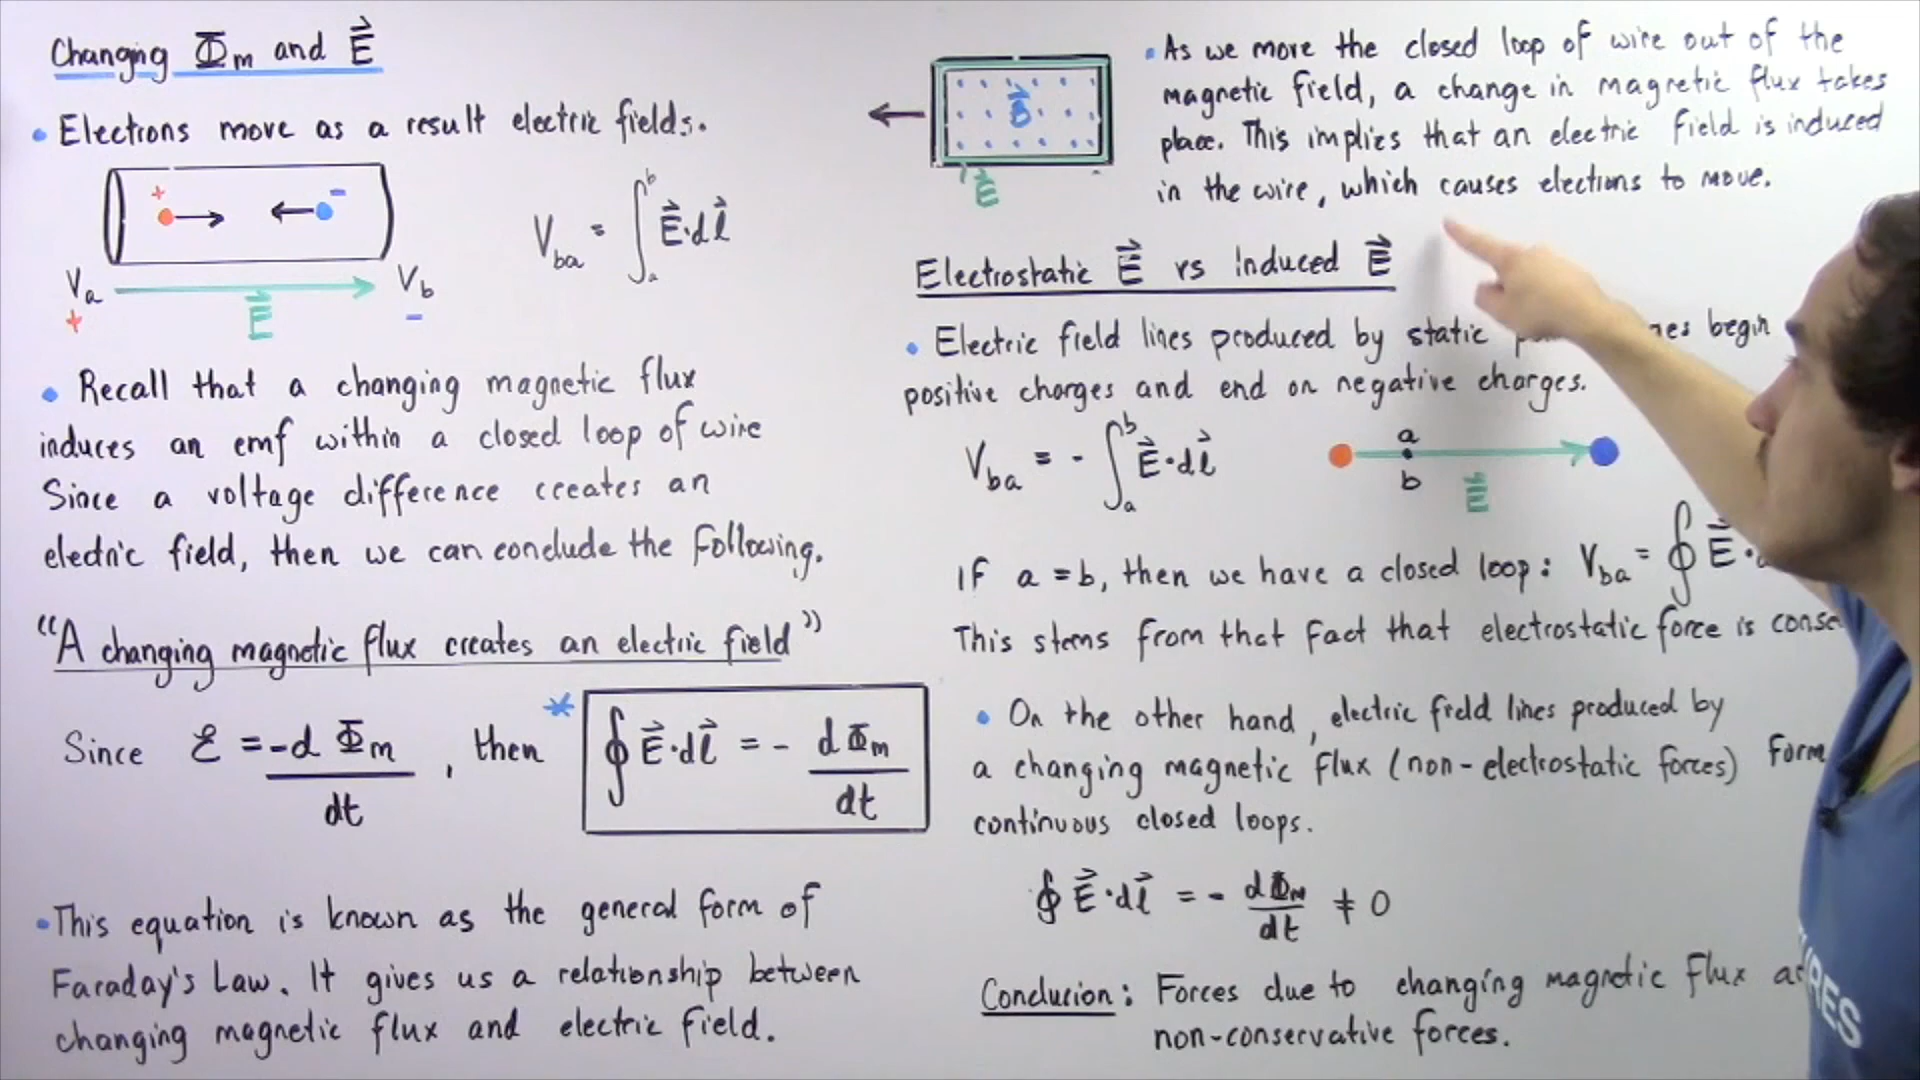 Changing Φm and E⃗
• Electrons move as a result electric fields.
+ −
Va Vb
+ E⃗ −
Vba = ∫ₐᵇ E⃗·dl⃗
• Recall that a changing magnetic flux
induces an emf within a closed loop of wire
Since a voltage difference creates an
electric field, then we can conclude the following.
"A changing magnetic flux creates an electric field"
Since ℰ = -dΦm/dt , then * ∮ E⃗·dl⃗ = - dΦm/dt
• This equation is known as the general form of
Faraday's Law. It gives us a relationship between
changing magnetic flux and electric field.
B⃗
E⃗
• As we move the closed loop of wire out of the
magnetic field, a change in magnetic flux takes
place. This implies that an electric field is induced
in the wire, which causes electrons to move.
Electrostatic E⃗ vs induced E⃗
• Electric field lines produced by static begin
positive charges and end on negative charges.
Vba = - ∫ₐᵇ E⃗·dl⃗
a
b E⃗
If a = b, then we have a closed loop: Vba = ∮ E⃗·
This stems from that fact that electrostatic force is
• On the other hand, electric field lines produced by
a changing magnetic flux (non-electrostatic forces) form
continuous closed loops.
∮ E⃗·dl⃗ = - dΦm/dt ≠ 0
Conclusion: Forces due to changing magnetic flux
non-conservative forces.